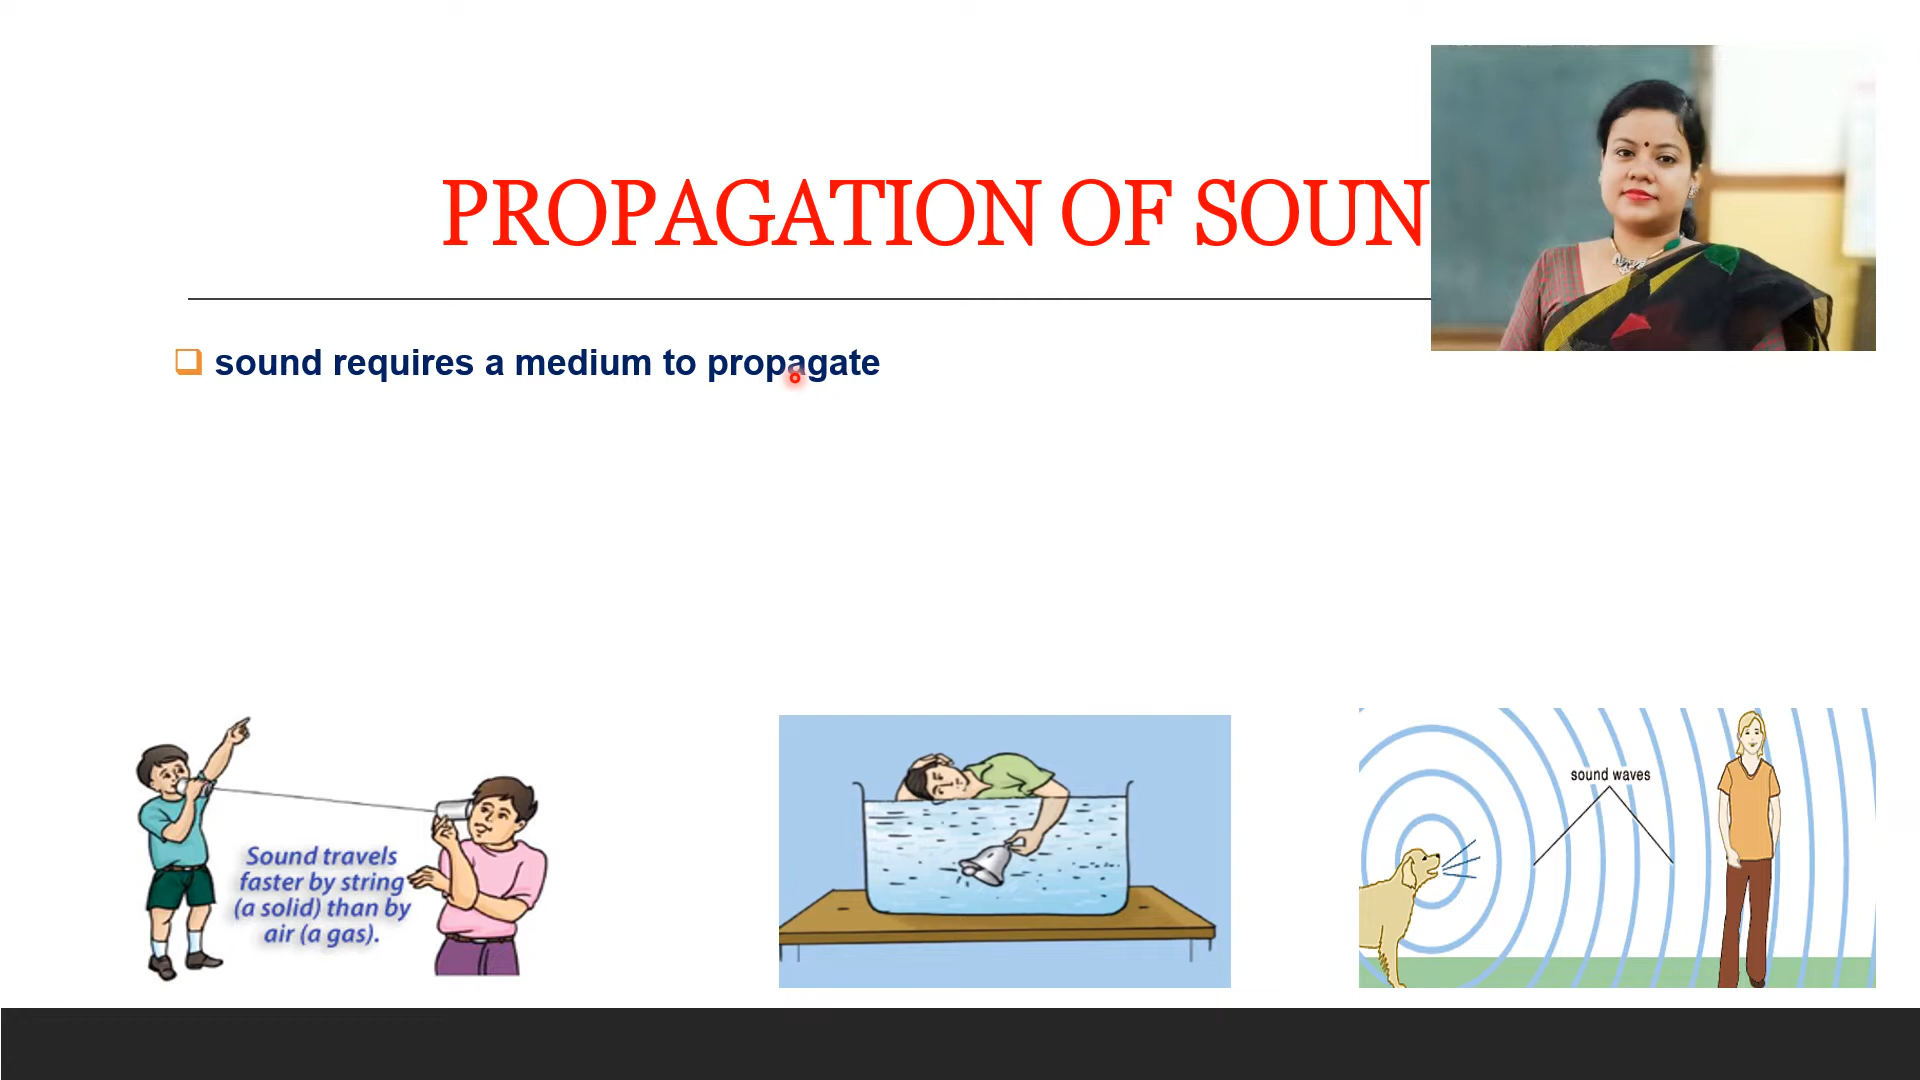 PROPAGATION OF SOUN
sound requires a medium to propagate
Sound travels
faster by string
(a solid) than by
air (a gas).
sound waves